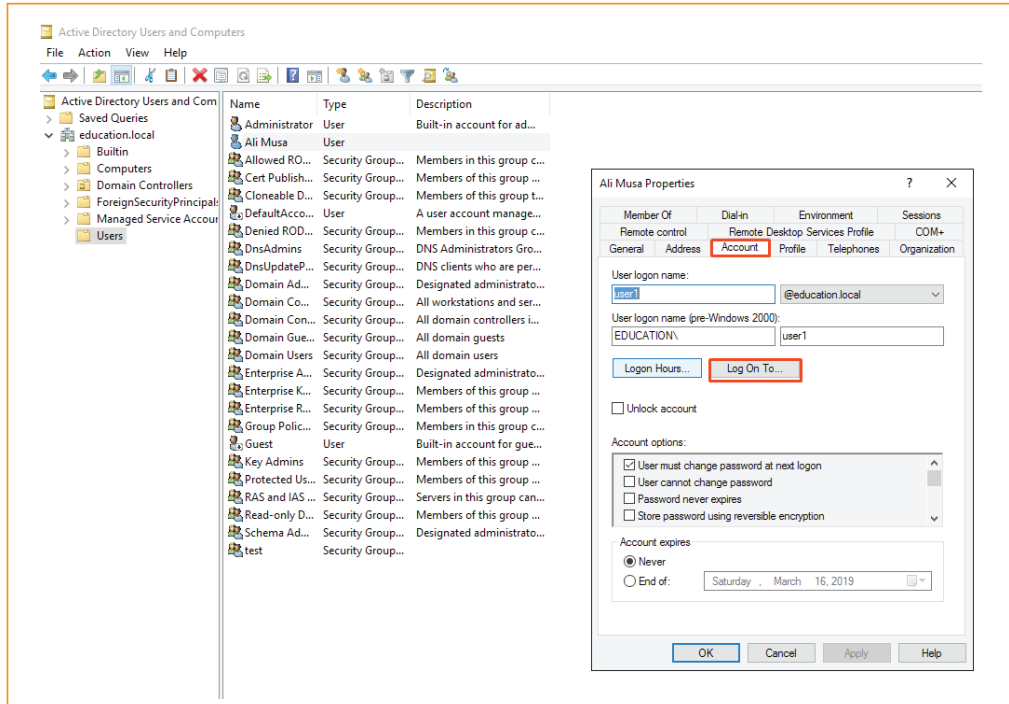 Active Directory Users and Computers
File Action View Help
Active Directory Users and Com
Saved Queries
education.local
Builtin
Computers
Domain Controllers
ForeignSecurityPrincipals
Managed Service Accour
Users
Name Type Description
Administrator User Built-in account for ad...
Ali Musa User
Allowed RO... Security Group... Members in this group c...
Cert Publish... Security Group... Members of this group ...
Cloneable D... Security Group... Members of this group t...
DefaultAcco... User A user account manage...
Denied ROD... Security Group... Members in this group c...
DnsAdmins Security Group... DNS Administrators Gro...
DnsUpdateP... Security Group... DNS clients who are per...
Domain Ad... Security Group... Designated administrato...
Domain Co... Security Group... All workstations and ser...
Domain Con... Security Group... All domain controllers i...
Domain Gue... Security Group... All domain guests
Domain Users Security Group... All domain users
Enterprise A... Security Group... Designated administrato...
Enterprise K... Security Group... Members of this group ...
Enterprise R... Security Group... Members of this group ...
Group Polic... Security Group... Members in this group c...
Guest User Built-in account for gue...
Key Admins Security Group... Members of this group ...
Protected Us... Security Group... Members of this group ...
RAS and IAS ... Security Group... Servers in this group can...
Read-only D... Security Group... Members of this group ...
Schema Ad... Security Group... Designated administrato...
test Security Group...
Ali Musa Properties ?
Member Of Dial-in Environment Sessions
Remote control Remote Desktop Services Profile COM+
General Address Account Profile Telephones Organization
User logon name:
user1 @education.local
User logon name (pre-Windows 2000):
EDUCATION\ user1
Logon Hours... Log On To...
Unlock account
Account options:
User must change password at next logon
User cannot change password
Password never expires
Store password using reversible encryption
Account expires
Never
End of: Saturday , March 16, 2019
OK Cancel Apply Help